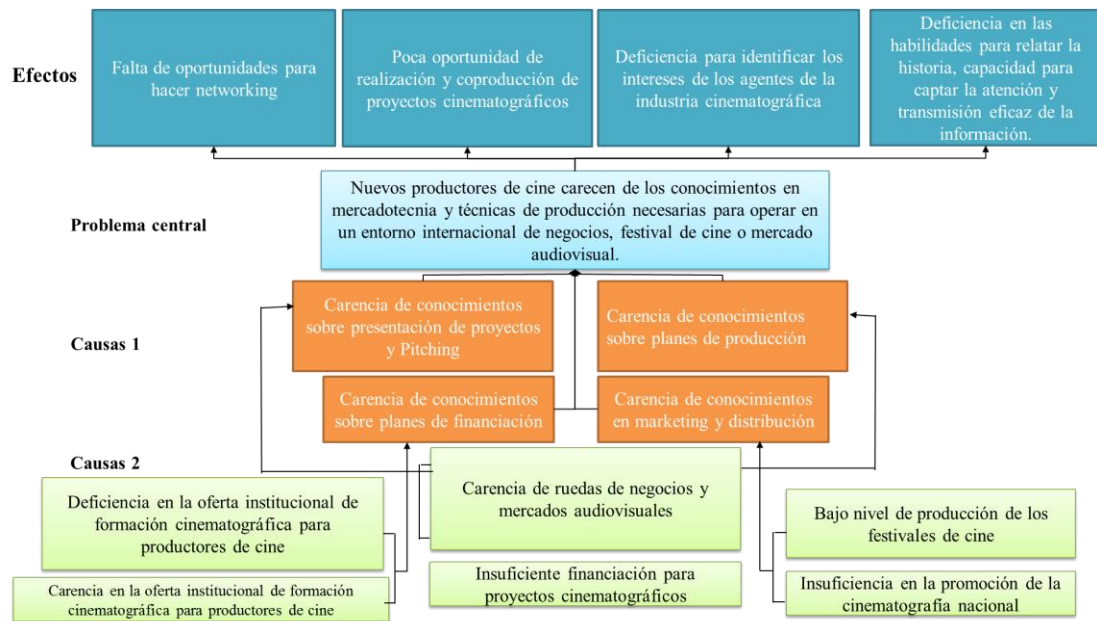 Efectos
Falta de oportunidades para
hacer networking
Poca oportunidad de
realización y coproducción de
proyectos cinematográficos
Deficiencia para identificar los
intereses de los agentes de la
industria cinematográfica
Deficiencia en las
habilidades para relatar la
historia, capacidad para
captar la atención y
transmisión eficaz de la
información.
Problema central
Nuevos productores de cine carecen de los conocimientos en
mercadotecnia y técnicas de producción necesarias para operar en
un entorno internacional de negocios, festival de cine o mercado
audiovisual.
Causas 1
Carencia de conocimientos
sobre presentación de proyectos
y Pitching
Carencia de conocimientos
sobre planes de producción
Carencia de conocimientos
sobre planes de financiación
Carencia de conocimientos
en marketing y distribución
Causas 2
Deficiencia en la oferta institucional de
formación cinematográfica para
productores de cine
Carencia en la oferta institucional de formación
cinematográfica para productores de cine
Carencia de ruedas de negocios y
mercados audiovisuales
Insuficiente financiación para
proyectos cinematográficos
Bajo nivel de producción de los
festivales de cine
Insuficiencia en la promoción de la
cinematografía nacional